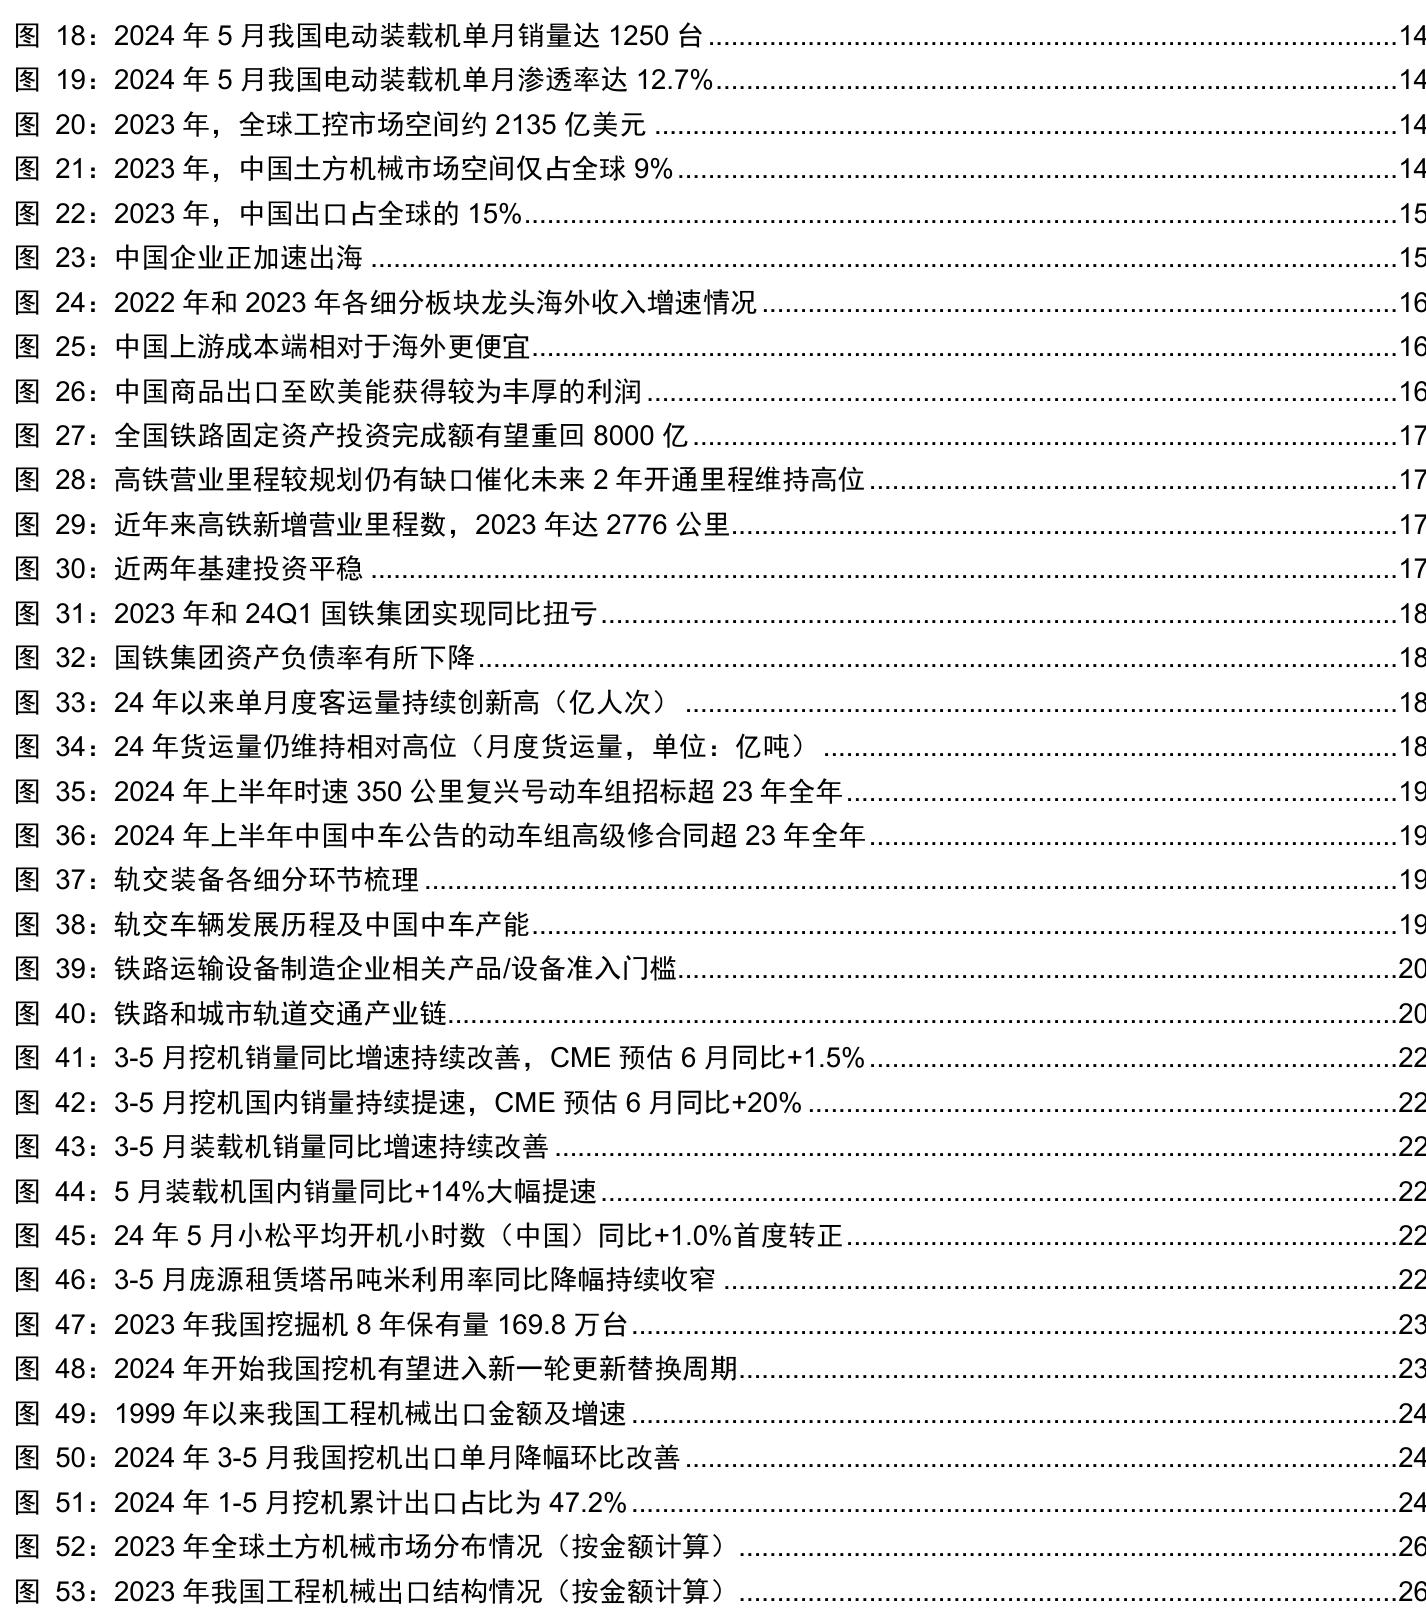 图 18：2024 年 5 月我国电动装载机单月销量达 1250 台......14
图 19：2024 年 5 月我国电动装载机单月渗透率达 12.7%......14
图 20：2023 年，全球工控市场空间约 2135 亿美元......14
图 21：2023 年，中国土方机械市场空间仅占全球 9%......14
图 22：2023 年，中国出口占全球的 15%......15
图 23：中国企业正加速出海......15
图 24：2022 年和 2023 年各细分板块龙头海外收入增速情况......16
图 25：中国上游成本端相对于海外更便宜......16
图 26：中国商品出口至欧美能获得较为丰厚的利润......16
图 27：全国铁路固定资产投资完成额有望重回 8000 亿......17
图 28：高铁营业里程较规划仍有缺口催化未来 2 年开通里程维持高位......17
图 29：近年来高铁新增营业里程数，2023 年达 2776 公里......17
图 30：近两年基建投资平稳......17
图 31：2023 年和 24Q1 国铁集团实现同比扭亏......18
图 32：国铁集团资产负债率有所下降......18
图 33：24 年以来单月度客运量持续创新高（亿人次）......18
图 34：24 年货运量仍维持相对高位（月度货运量，单位：亿吨）......18
图 35：2024 年上半年时速 350 公里复兴号动车组招标超 23 年全年......19
图 36：2024 年上半年中国中车公告的动车组高级修合同超 23 年全年......19
图 37：轨交装备各细分环节梳理......19
图 38：轨交车辆发展历程及中国中车产能......19
图 39：铁路运输设备制造企业相关产品/设备准入门槛......20
图 40：铁路和城市轨道交通产业链......20
图 41：3-5 月挖机销量同比增速持续改善，CME 预估 6 月同比+1.5%......22
图 42：3-5 月挖机国内销量持续提速，CME 预估 6 月同比+20%......22
图 43：3-5 月装载机销量同比增速持续改善......22
图 44：5 月装载机国内销量同比+14%大幅提速......22
图 45：24 年 5 月小松平均开机小时数（中国）同比+1.0%首度转正......22
图 46：3-5 月庞源租赁塔吊吨米利用率同比降幅持续收窄......22
图 47：2023 年我国挖掘机 8 年保有量 169.8 万台......23
图 48：2024 年开始我国挖机有望进入新一轮更新替换周期......23
图 49：1999 年以来我国工程机械出口金额及增速......24
图 50：2024 年 3-5 月我国挖机出口单月降幅环比改善......24
图 51：2024 年 1-5 月挖机累计出口占比为 47.2%......24
图 52：2023 年全球土方机械市场分布情况（按金额计算）......26
图 53：2023 年我国工程机械出口结构情况（按金额计算）......26